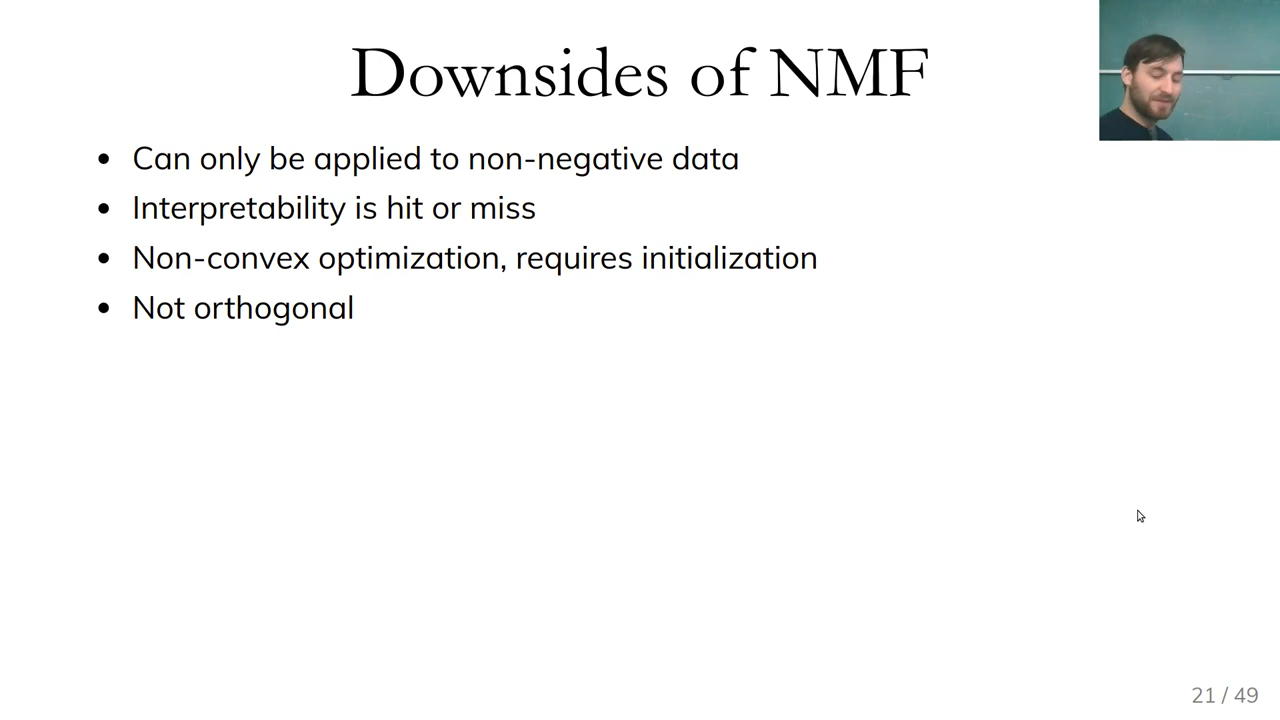 Downsides of NMF
Can only be applied to non-negative data
Interpretability is hit or miss
Non-convex optimization, requires initialization
Not orthogonal
21 / 49